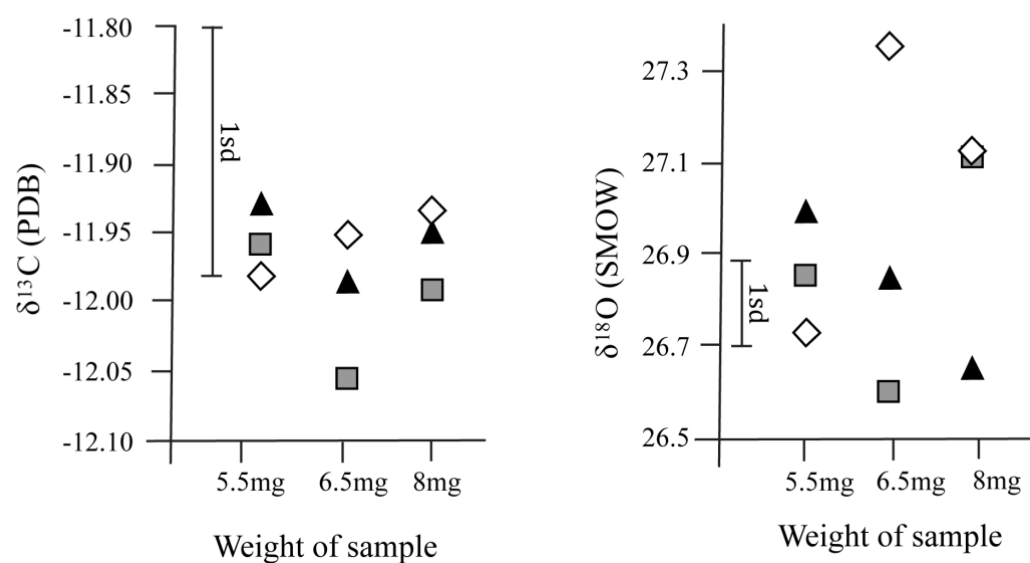 δ¹³C (PDB)
-11.80
-11.85
-11.90
-11.95
-12.00
-12.05
-12.10
1sd
5.5mg 6.5mg 8mg
Weight of sample
δ¹⁸O (SMOW)
27.3
27.1
26.9
26.7
26.5
1sd
5.5mg 6.5mg 8mg
Weight of sample